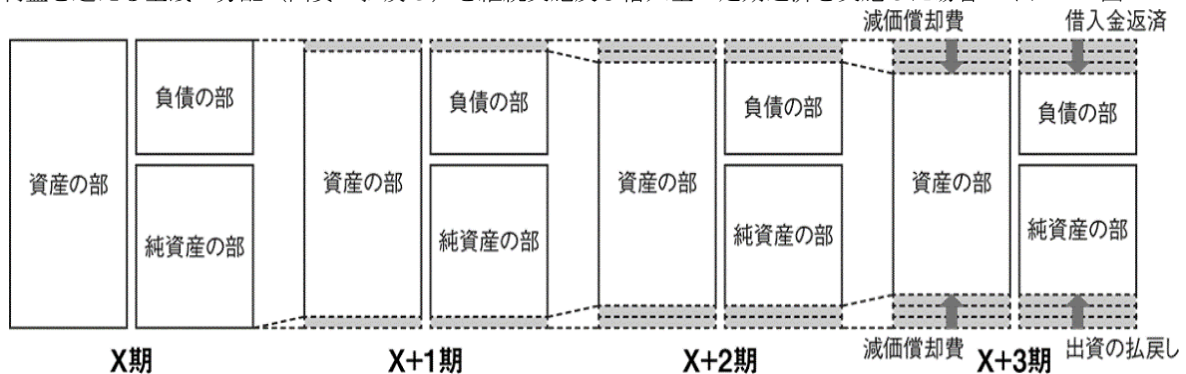 減価償却費 借入金返済
資産の部 負債の部 純資産の部
資産の部 負債の部 純資産の部
資産の部 負債の部 純資産の部
資産の部 負債の部 純資産の部
減価償却費 出資の払戻し
X期 X+1期 X+2期 X+3期